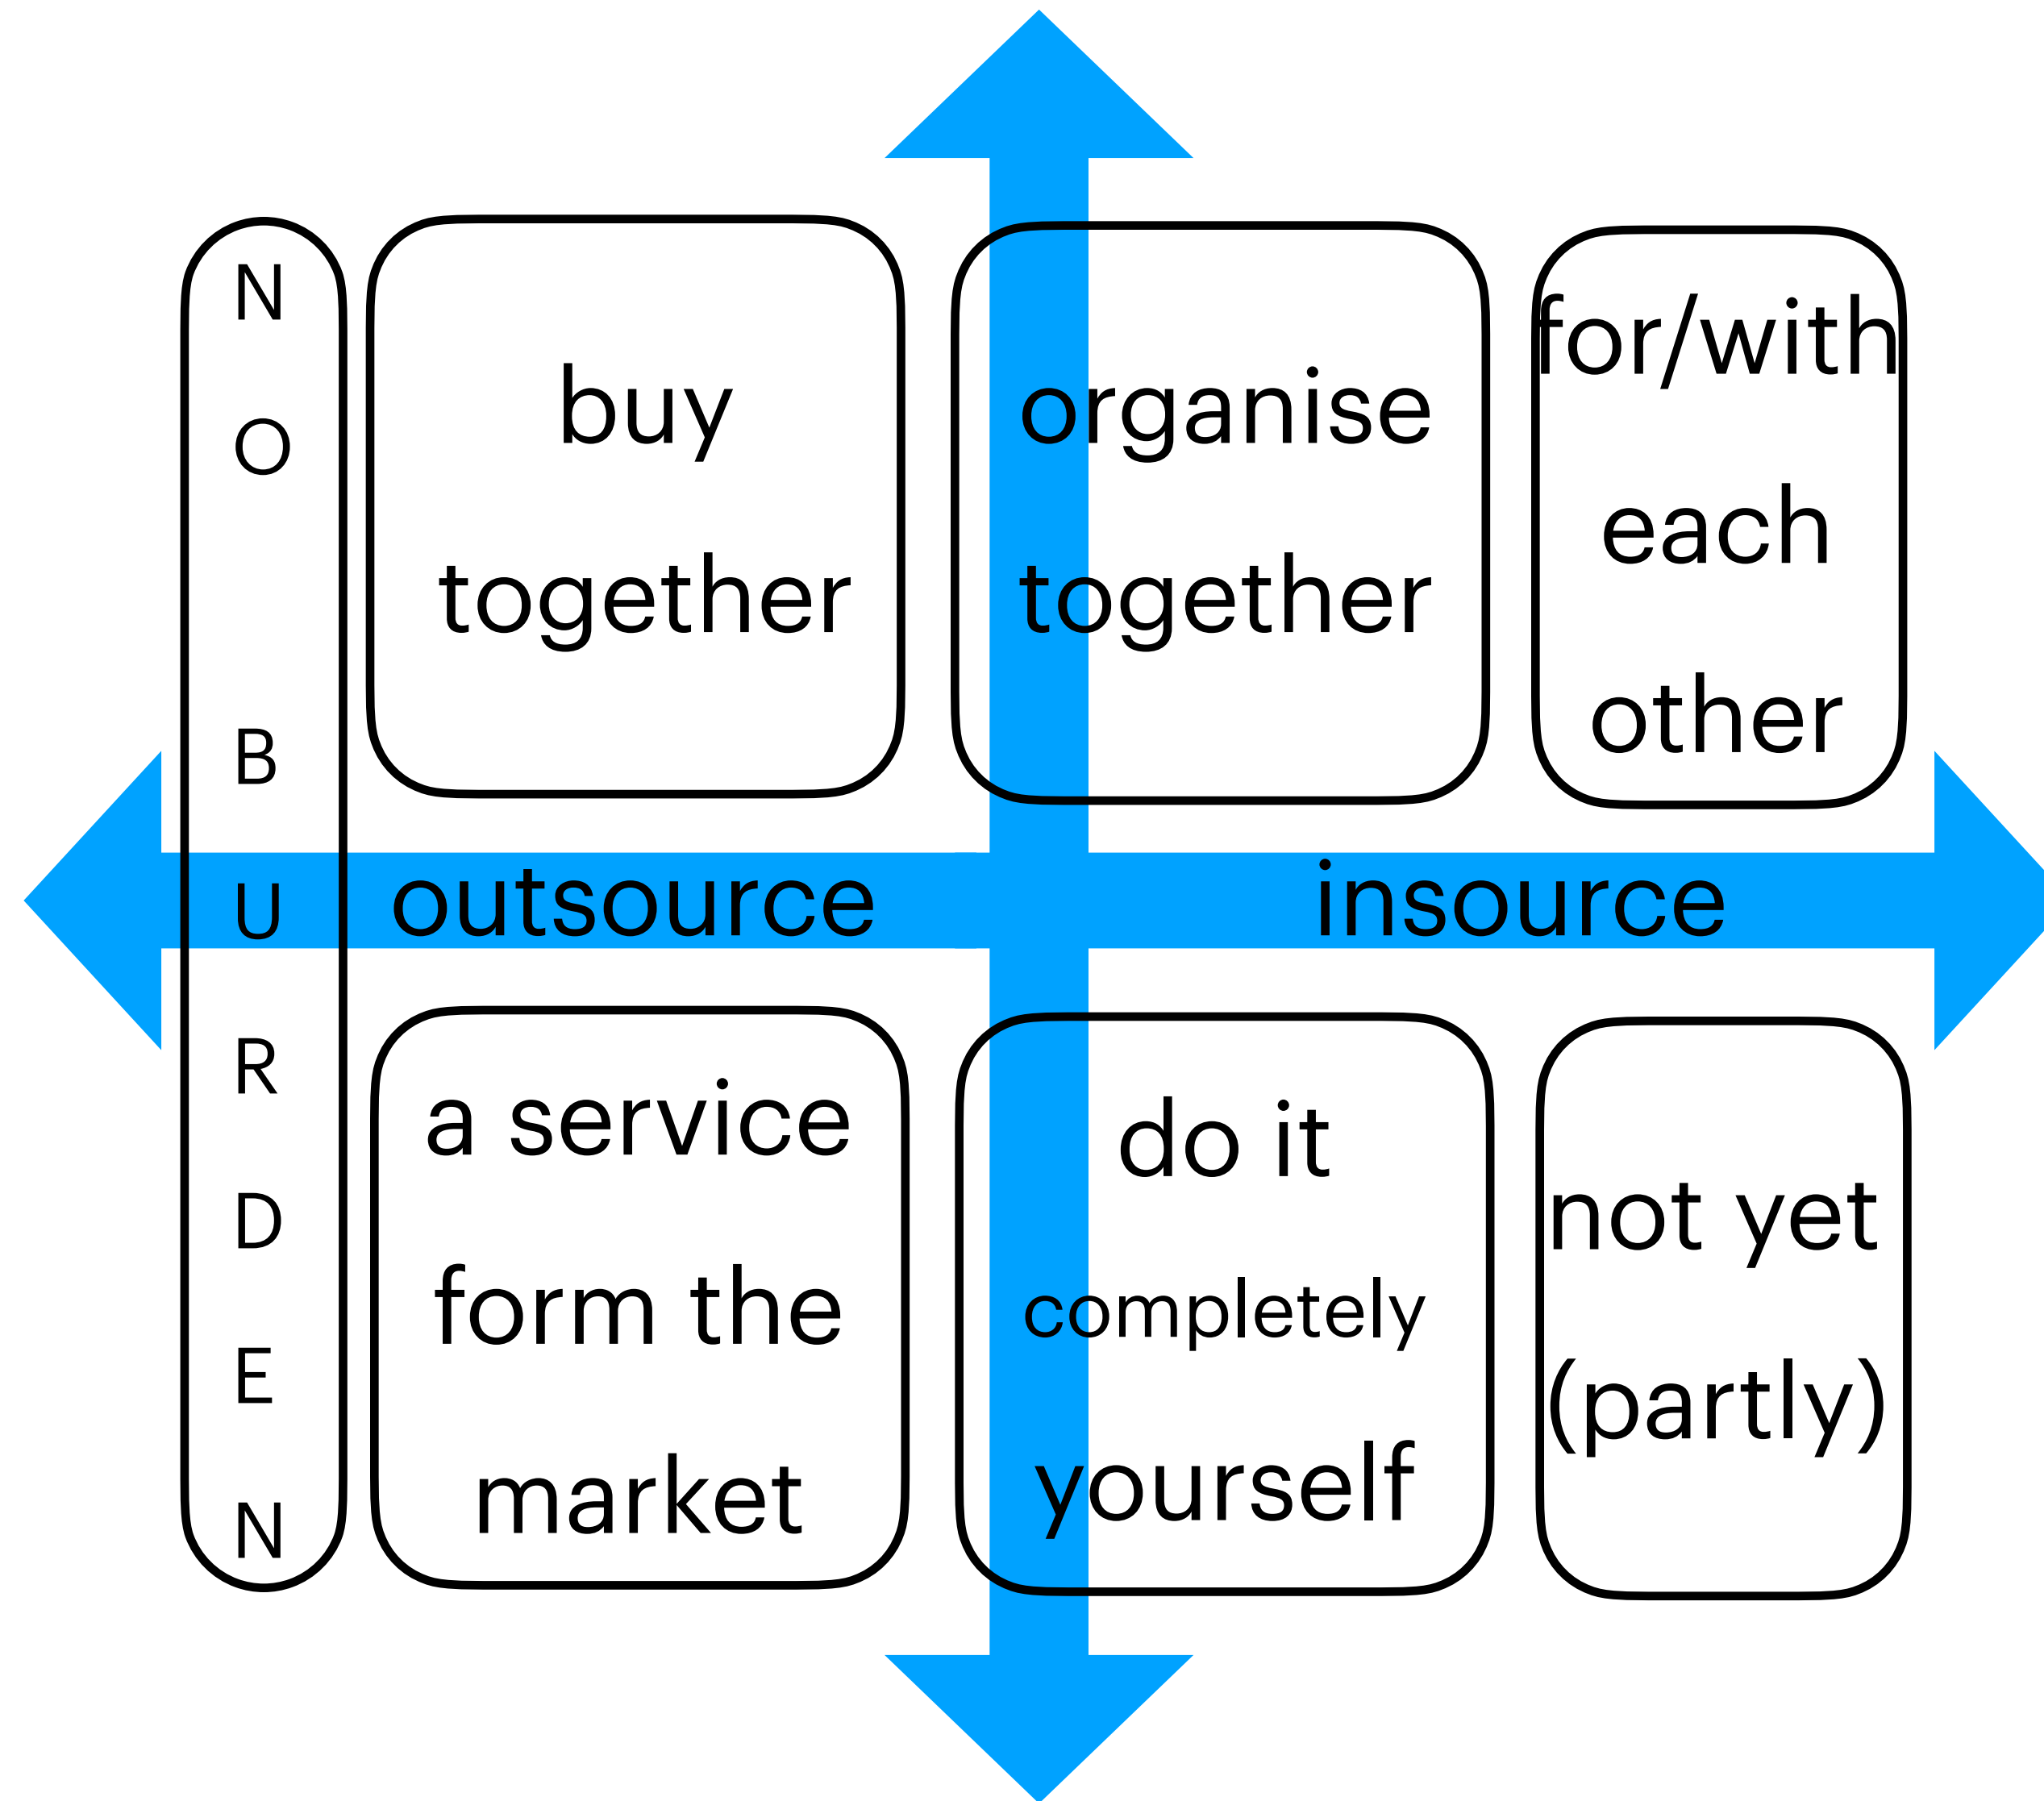 N
O
B
U
R
D
E
N
buy
together
organise
together
for/with
each
other
outsource
insource
a service
form the
market
do it
completely
yourself
not yet
(partly)